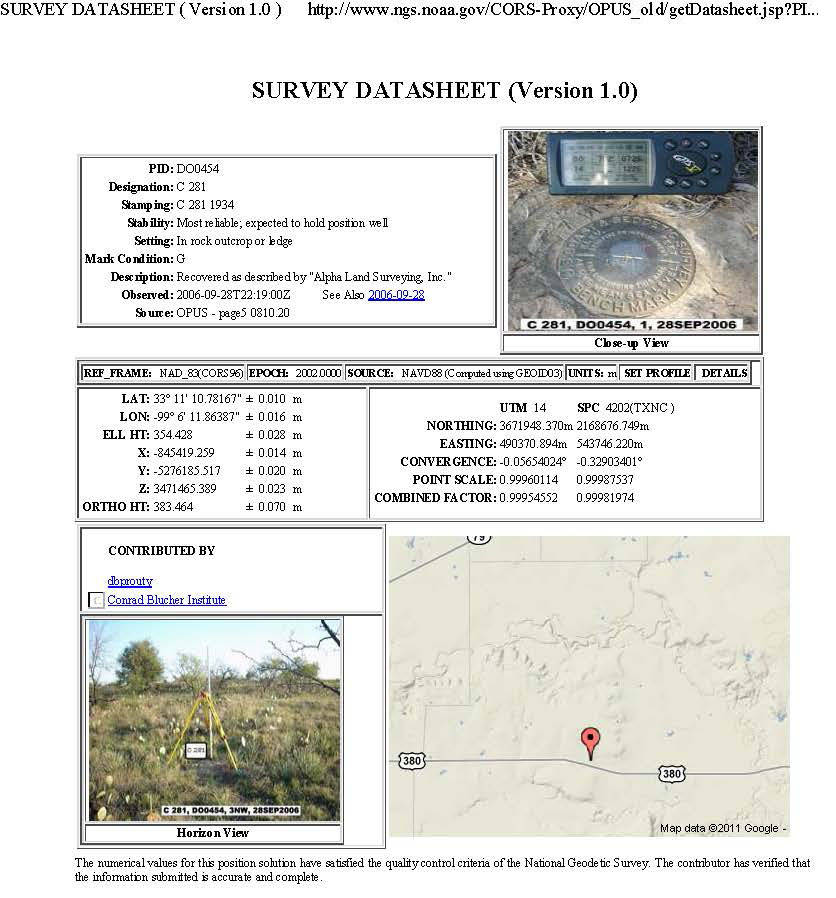 SURVEY DATASHEET ( Version 1.0 ) http://www.ngs.noaa.gov/CORS-Proxy/OPUS_old/getDatasheet.jsp?PI...
SURVEY DATASHEET (Version 1.0)
PID: DO0454
Designation: C 281
Stamping: C 281 1934
Stability: Most reliable; expected to hold position well
Setting: In rock outcrop or ledge
Mark Condition: G
Description: Recovered as described by "Alpha Land Surveying, Inc."
Observed: 2006-09-28T22:19:00Z See Also 2006-09-28
Source: OPUS - page5 0810.20
BENCH MARK
C 281, DO0454, 1, 28SEP2006
Close-up View
REF_FRAME: NAD_83(CORS96) EPOCH: 2002.0000 SOURCE: NAVD88 (Computed using GEOID03) UNITS: m SET PROFILE DETAILS
LAT: 33° 11' 10.78167" ± 0.010 m
LON: -99° 6' 11.86387" ± 0.016 m
ELL HT: 354.428 ± 0.028 m
X: -845419.259 ± 0.014 m
Y: -5276185.517 ± 0.020 m
Z: 3471465.389 ± 0.023 m
ORTHO HT: 383.464 ± 0.070 m
UTM 14 SPC 4202(TXNC )
NORTHING: 3671948.370m 2168676.749m
EASTING: 490370.894m 543746.220m
CONVERGENCE: -0.05654024° -0.32903401°
POINT SCALE: 0.99960114 0.99987537
COMBINED FACTOR: 0.99954552 0.99981974
CONTRIBUTED BY
dbprouty
Conrad Blucher Institute
C 281
C 281, DO0454, 3NW, 28SEP2006
Horizon View
79
380
380
Map data ©2011 Google -
The numerical values for this position solution have satisfied the quality control criteria of the National Geodetic Survey. The contributor has verified that
the information submitted is accurate and complete.